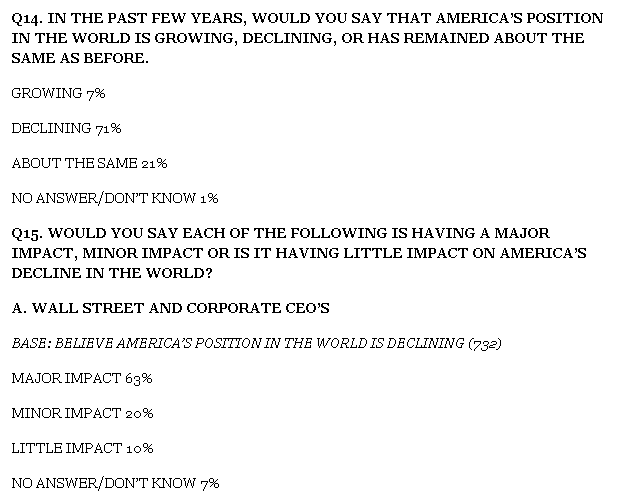 Q14. IN THE PAST FEW YEARS, WOULD YOU SAY THAT AMERICA'S POSITION
IN THE WORLD IS GROWING, DECLINING, OR HAS REMAINED ABOUT THE
SAME AS BEFORE.
GROWING 7%
DECLINING 71%
ABOUT THE SAME 21%
NO ANSWER/DON'T KNOW 1%
Q15. WOULD YOU SAY EACH OF THE FOLLOWING IS HAVING A MAJOR
IMPACT, MINOR IMPACT OR IS IT HAVING LITTLE IMPACT ON AMERICA'S
DECLINE IN THE WORLD?
A. WALL STREET AND CORPORATE CEO'S
BASE: BELIEVE AMERICA'S POSITION IN THE WORLD IS DECLINING (732)
MAJOR IMPACT 63%
MINOR IMPACT 20%
LITTLE IMPACT 10%
NO ANSWER/DON'T KNOW 7%